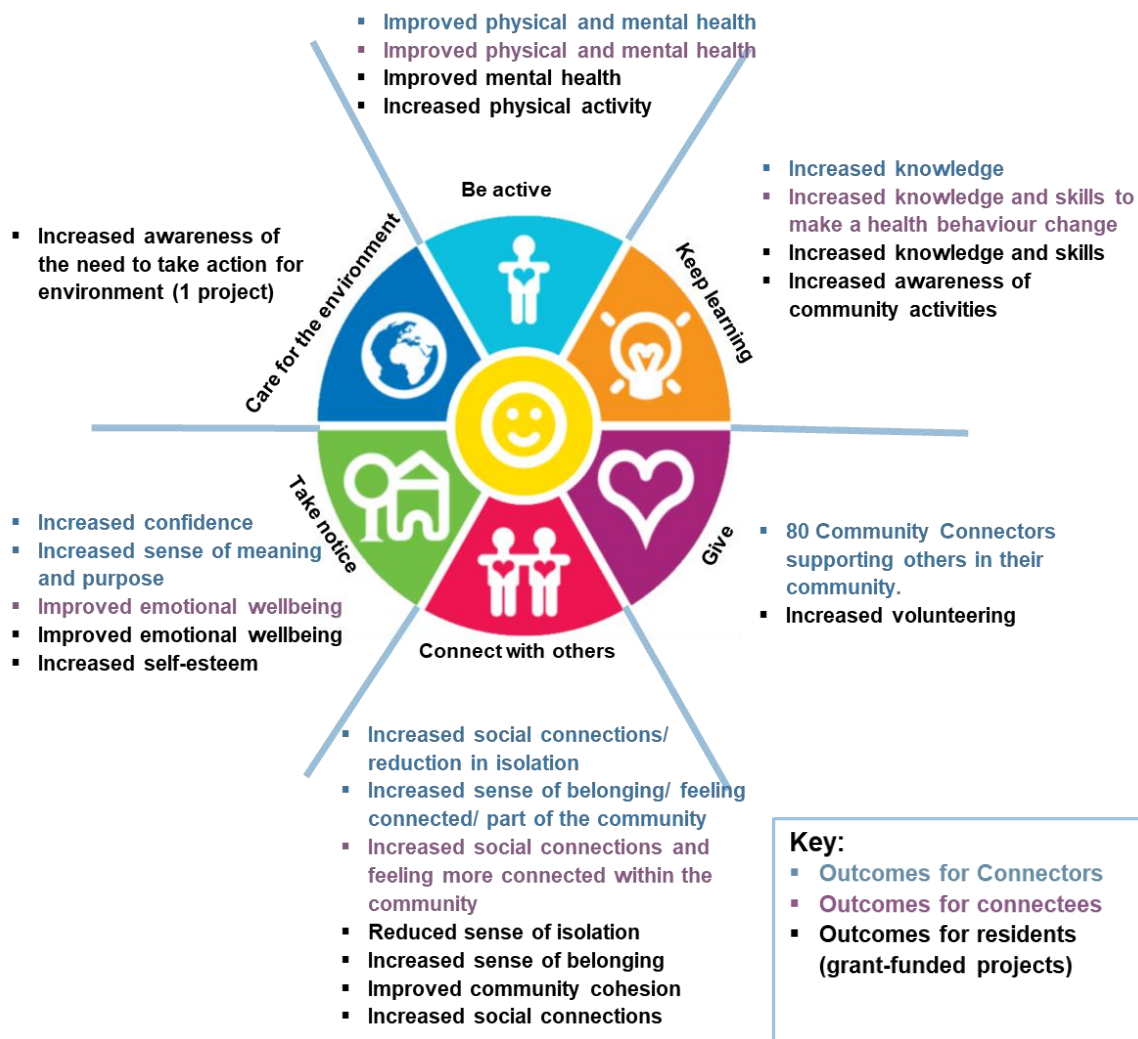 ▪ Improved physical and mental health
▪ Improved physical and mental health
▪ Improved mental health
▪ Increased physical activity
Be active
▪ Increased knowledge
▪ Increased knowledge and skills to
make a health behaviour change
▪ Increased knowledge and skills
▪ Increased awareness of
community activities
Keep learning
▪ Increased awareness of
the need to take action for
environment (1 project)
Care for the environment
Take notice
▪ Increased confidence
▪ Increased sense of meaning
and purpose
▪ Improved emotional wellbeing
▪ Improved emotional wellbeing
▪ Increased self-esteem
Give
▪ 80 Community Connectors
supporting others in their
community.
▪ Increased volunteering
Connect with others
▪ Increased social connections/
reduction in isolation
▪ Increased sense of belonging/ feeling
connected/ part of the community
▪ Increased social connections and
feeling more connected within the
community
▪ Reduced sense of isolation
▪ Increased sense of belonging
▪ Improved community cohesion
▪ Increased social connections
Key:
▪ Outcomes for Connectors
▪ Outcomes for connectees
▪ Outcomes for residents
(grant-funded projects)